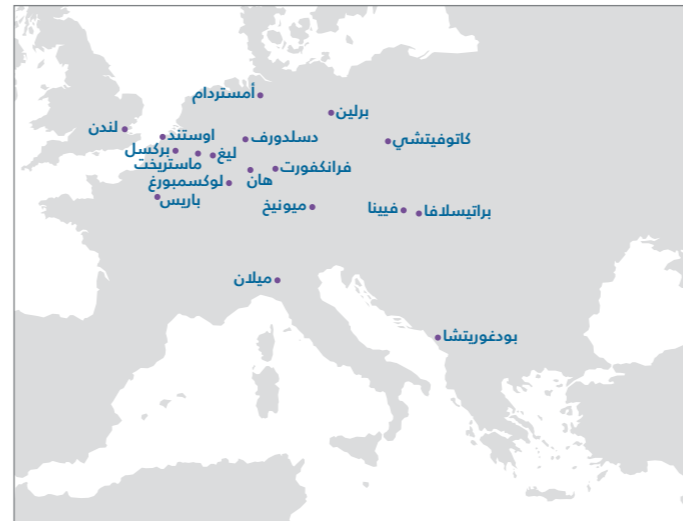 أمستردام
برلين
لندن
اوستند
دسلدورف
كاتوفيتشي
بركسل
ماستريخت
ليغ
فرانكفورت
هان
لوكسمبورغ
باريس
ميونيخ
فيينا
براتيسلافا
ميلان
بودغوريتشا